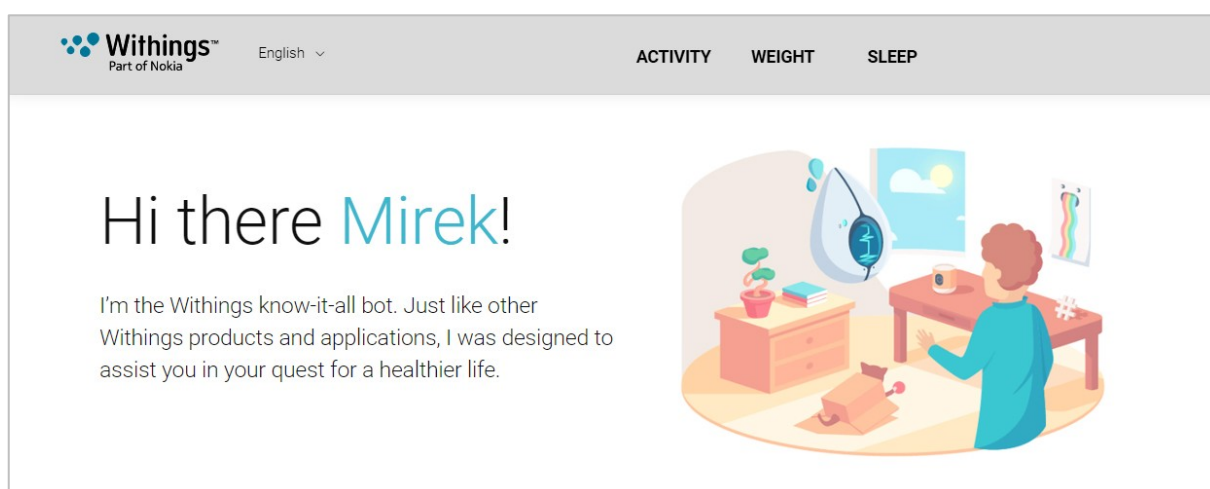 Withings™
Part of Nokia
English
ACTIVITY WEIGHT SLEEP
Hi there Mirek!
I'm the Withings know-it-all bot. Just like other
Withings products and applications, I was designed to
assist you in your quest for a healthier life.